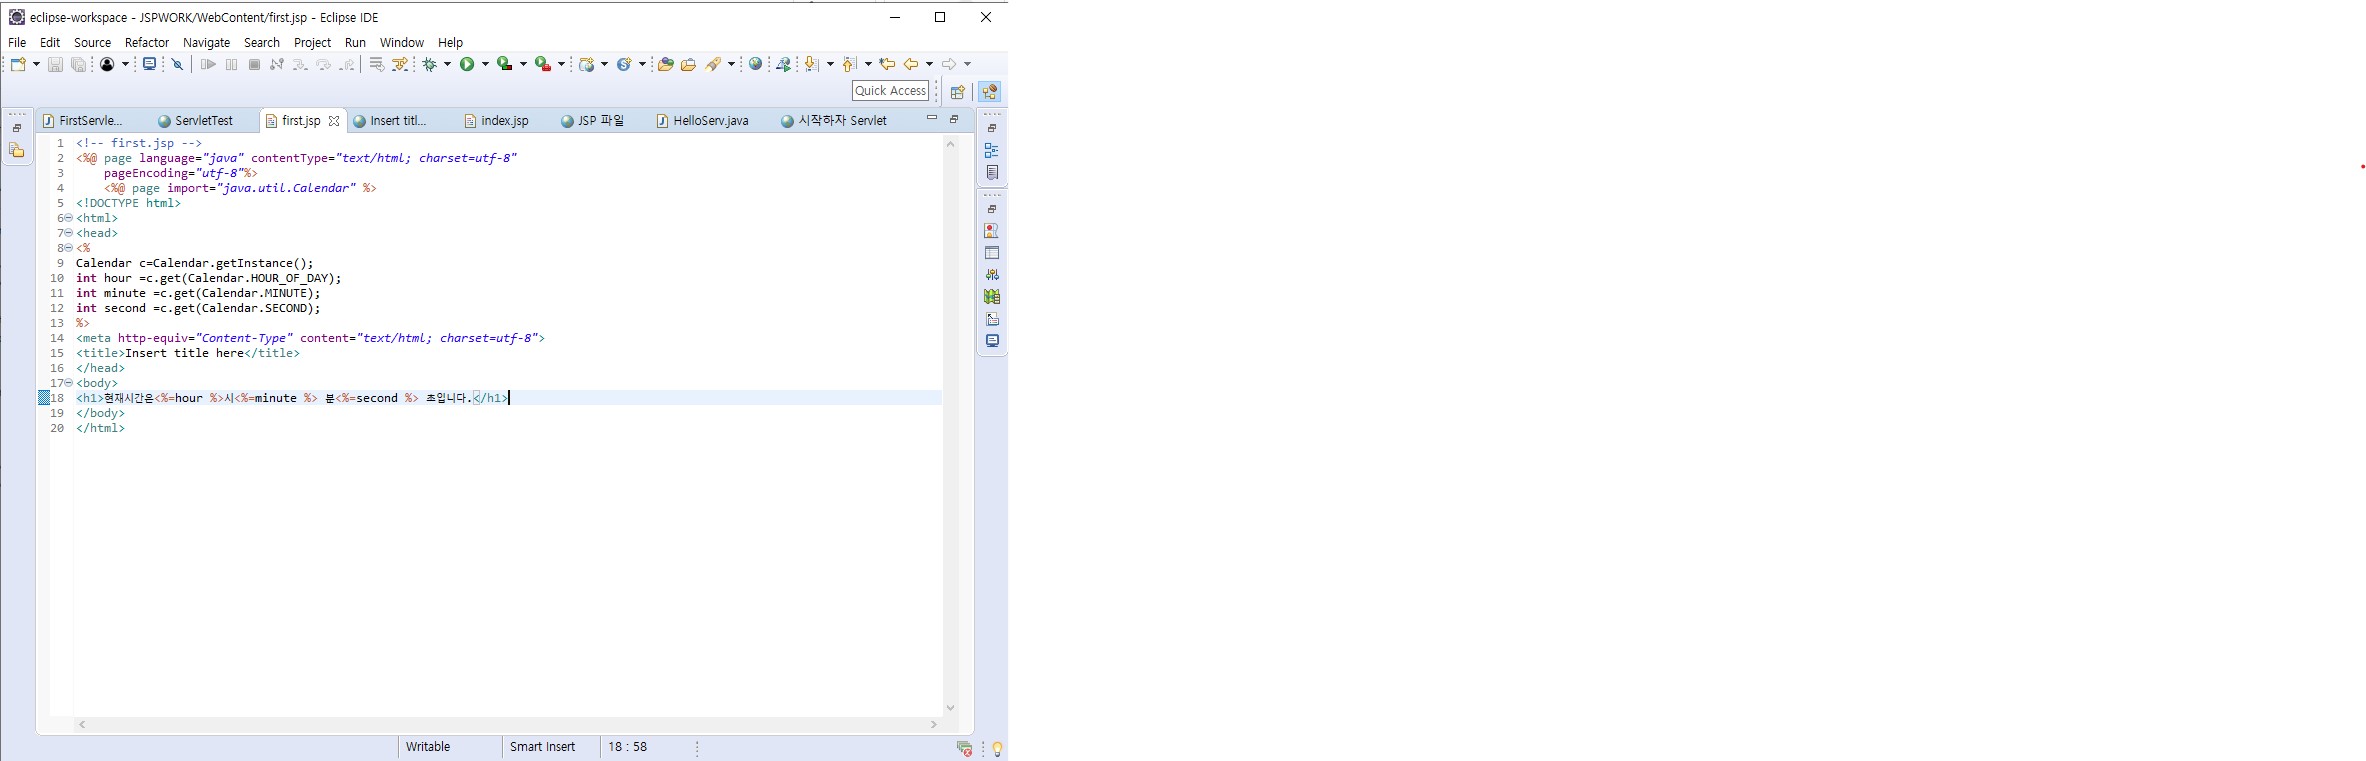 eclipse-workspace - JSPWORK/WebContent/first.jsp - Eclipse IDE
File Edit Source Refactor Navigate Search Project Run Window Help
Quick Access
FirstServle... ServletTest first.jsp Insert titl... index.jsp JSP 파일 HelloServ.java 시작하자 Servlet
1 <!-- first.jsp -->
2 <%@ page language="java" contentType="text/html; charset=utf-8"
3 pageEncoding="utf-8"%>
4 <%@ page import="java.util.Calendar" %>
5 <!DOCTYPE html>
6 <html>
7 <head>
8 <%
9 Calendar c=Calendar.getInstance();
10 int hour =c.get(Calendar.HOUR_OF_DAY);
11 int minute =c.get(Calendar.MINUTE);
12 int second =c.get(Calendar.SECOND);
13 %>
14 <meta http-equiv="Content-Type" content="text/html; charset=utf-8">
15 <title>Insert title here</title>
16 </head>
17 <body>
18 <h1>현재시간은<%=hour %>시<%=minute %> 분<%=second %> 초입니다.</h1>
19 </body>
20 </html>
Writable Smart Insert 18 : 58